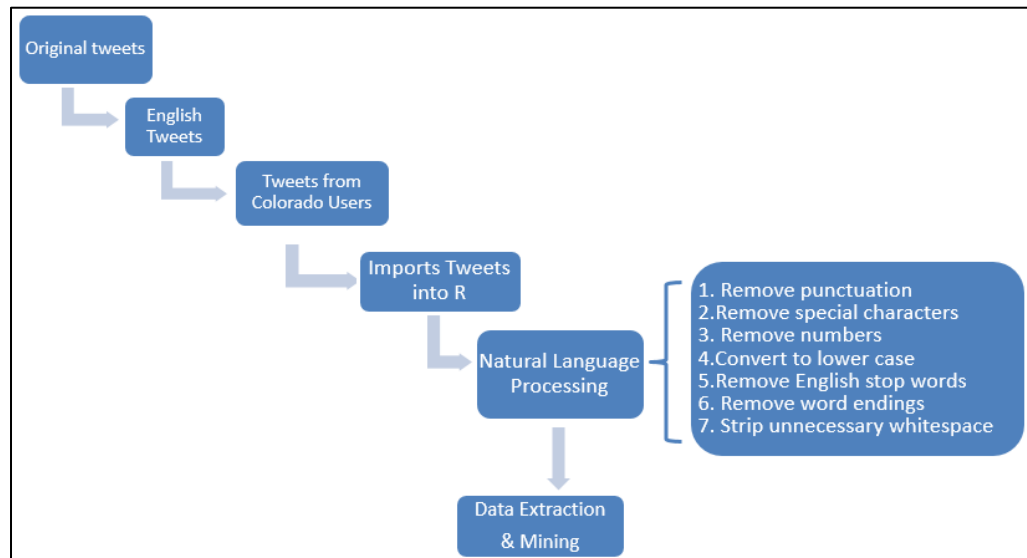 Original tweets
English
Tweets
Tweets from
Colorado Users
Imports Tweets
into R
Natural Language
Processing
1. Remove punctuation
2.Remove special characters
3. Remove numbers
4.Convert to lower case
5.Remove English stop words
6. Remove word endings
7. Strip unnecessary whitespace
Data Extraction
& Mining